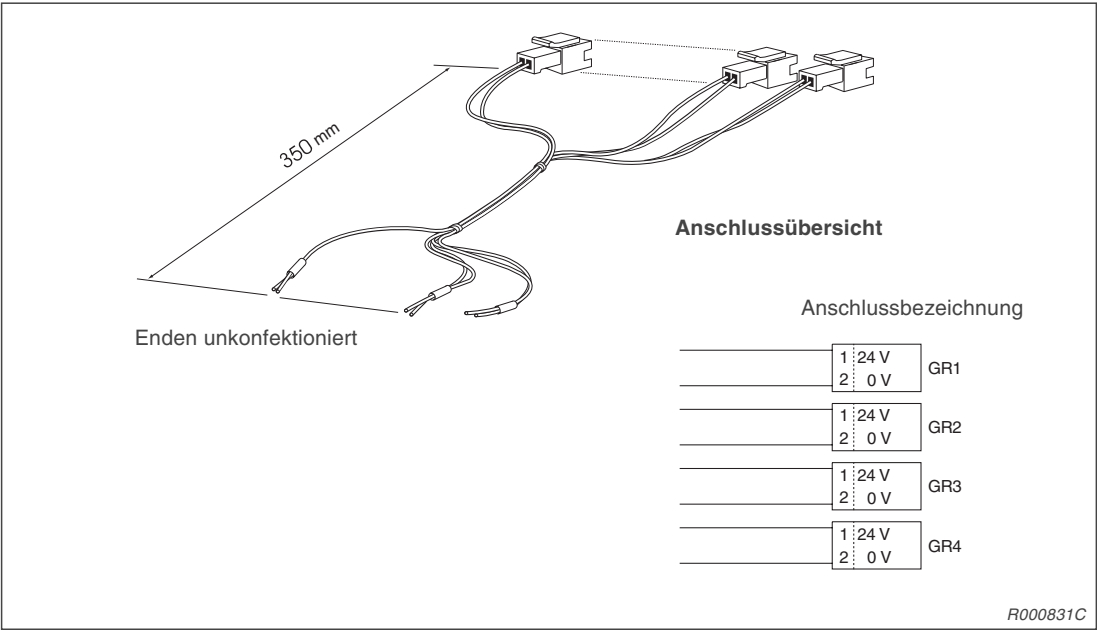 350 mm
Anschlussübersicht
Enden unkonfektioniert
Anschlussbezeichnung
1 24 V
2 0 V
GR1
1 24 V
2 0 V
GR2
1 24 V
2 0 V
GR3
1 24 V
2 0 V
GR4
R000831C